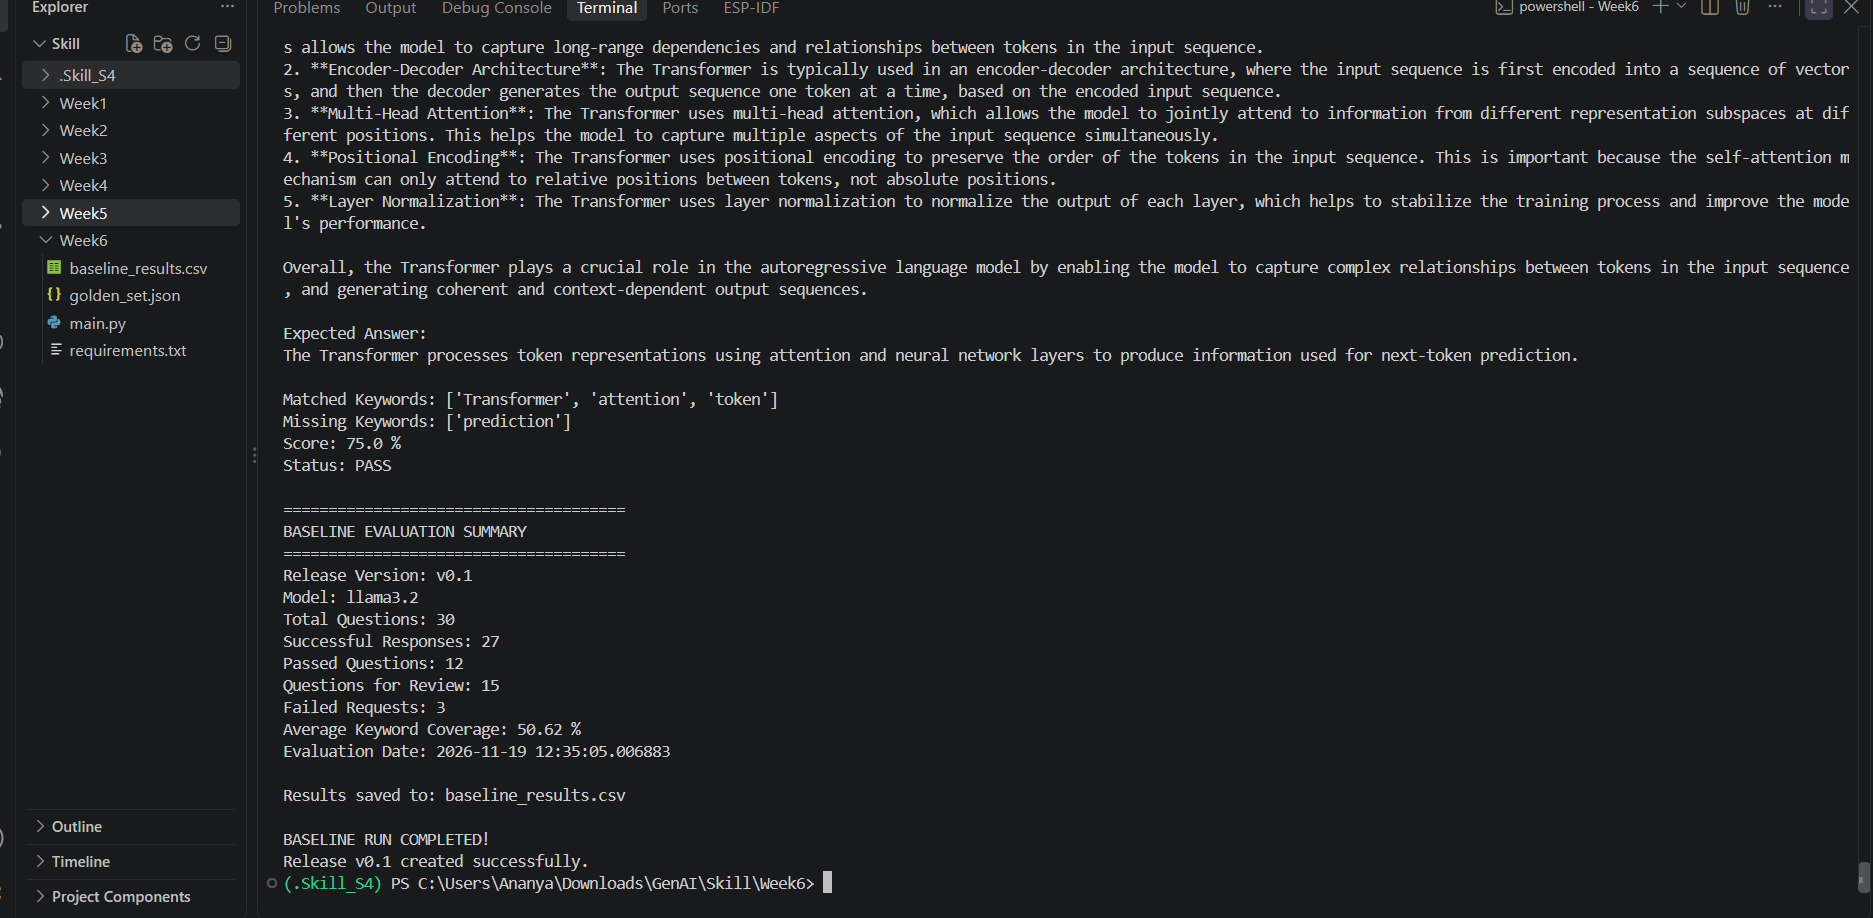 Explorer
···
Problems
Output
Debug Console
Terminal
Ports
ESP-IDF
powershell - Week6
Skill
.Skill_S4
Week1
Week2
Week3
Week4
Week5
Week6
baseline_results.csv
golden_set.json
main.py
requirements.txt
s allows the model to capture long-range dependencies and relationships between tokens in the input sequence.
2. **Encoder-Decoder Architecture**: The Transformer is typically used in an encoder-decoder architecture, where the input sequence is first encoded into a sequence of vector
s, and then the decoder generates the output sequence one token at a time, based on the encoded input sequence.
3. **Multi-Head Attention**: The Transformer uses multi-head attention, which allows the model to jointly attend to information from different representation subspaces at dif
ferent positions. This helps the model to capture multiple aspects of the input sequence simultaneously.
4. **Positional Encoding**: The Transformer uses positional encoding to preserve the order of the tokens in the input sequence. This is important because the self-attention m
echanism can only attend to relative positions between tokens, not absolute positions.
5. **Layer Normalization**: The Transformer uses layer normalization to normalize the output of each layer, which helps to stabilize the training process and improve the mode
l's performance.
Overall, the Transformer plays a crucial role in the autoregressive language model by enabling the model to capture complex relationships between tokens in the input sequence
, and generating coherent and context-dependent output sequences.
Expected Answer:
The Transformer processes token representations using attention and neural network layers to produce information used for next-token prediction.
Matched Keywords: ['Transformer', 'attention', 'token']
Missing Keywords: ['prediction']
Score: 75.0 %
Status: PASS
======================================
BASELINE EVALUATION SUMMARY
======================================
Release Version: v0.1
Model: llama3.2
Total Questions: 30
Successful Responses: 27
Passed Questions: 12
Questions for Review: 15
Failed Requests: 3
Average Keyword Coverage: 50.62 %
Evaluation Date: 2026-11-19 12:35:05.006883
Results saved to: baseline_results.csv
BASELINE RUN COMPLETED!
Release v0.1 created successfully.
(.Skill_S4) PS C:\Users\Ananya\Downloads\GenAI\Skill\Week6>
Outline
Timeline
Project Components